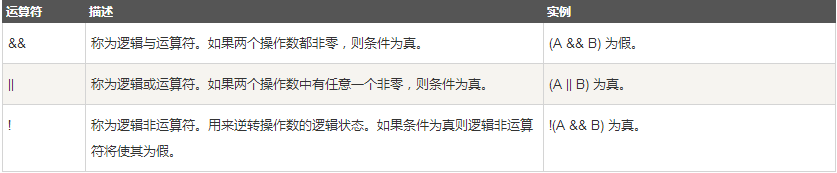 运算符 描述 实例
&& 称为逻辑与运算符。如果两个操作数都非零，则条件为真。 (A && B) 为假。
|| 称为逻辑或运算符。如果两个操作数中有任意一个非零，则条件为真。 (A || B) 为真。
! 称为逻辑非运算符。用来逆转操作数的逻辑状态。如果条件为真则逻辑非运算 !(A && B) 为真。
符将使其为假。